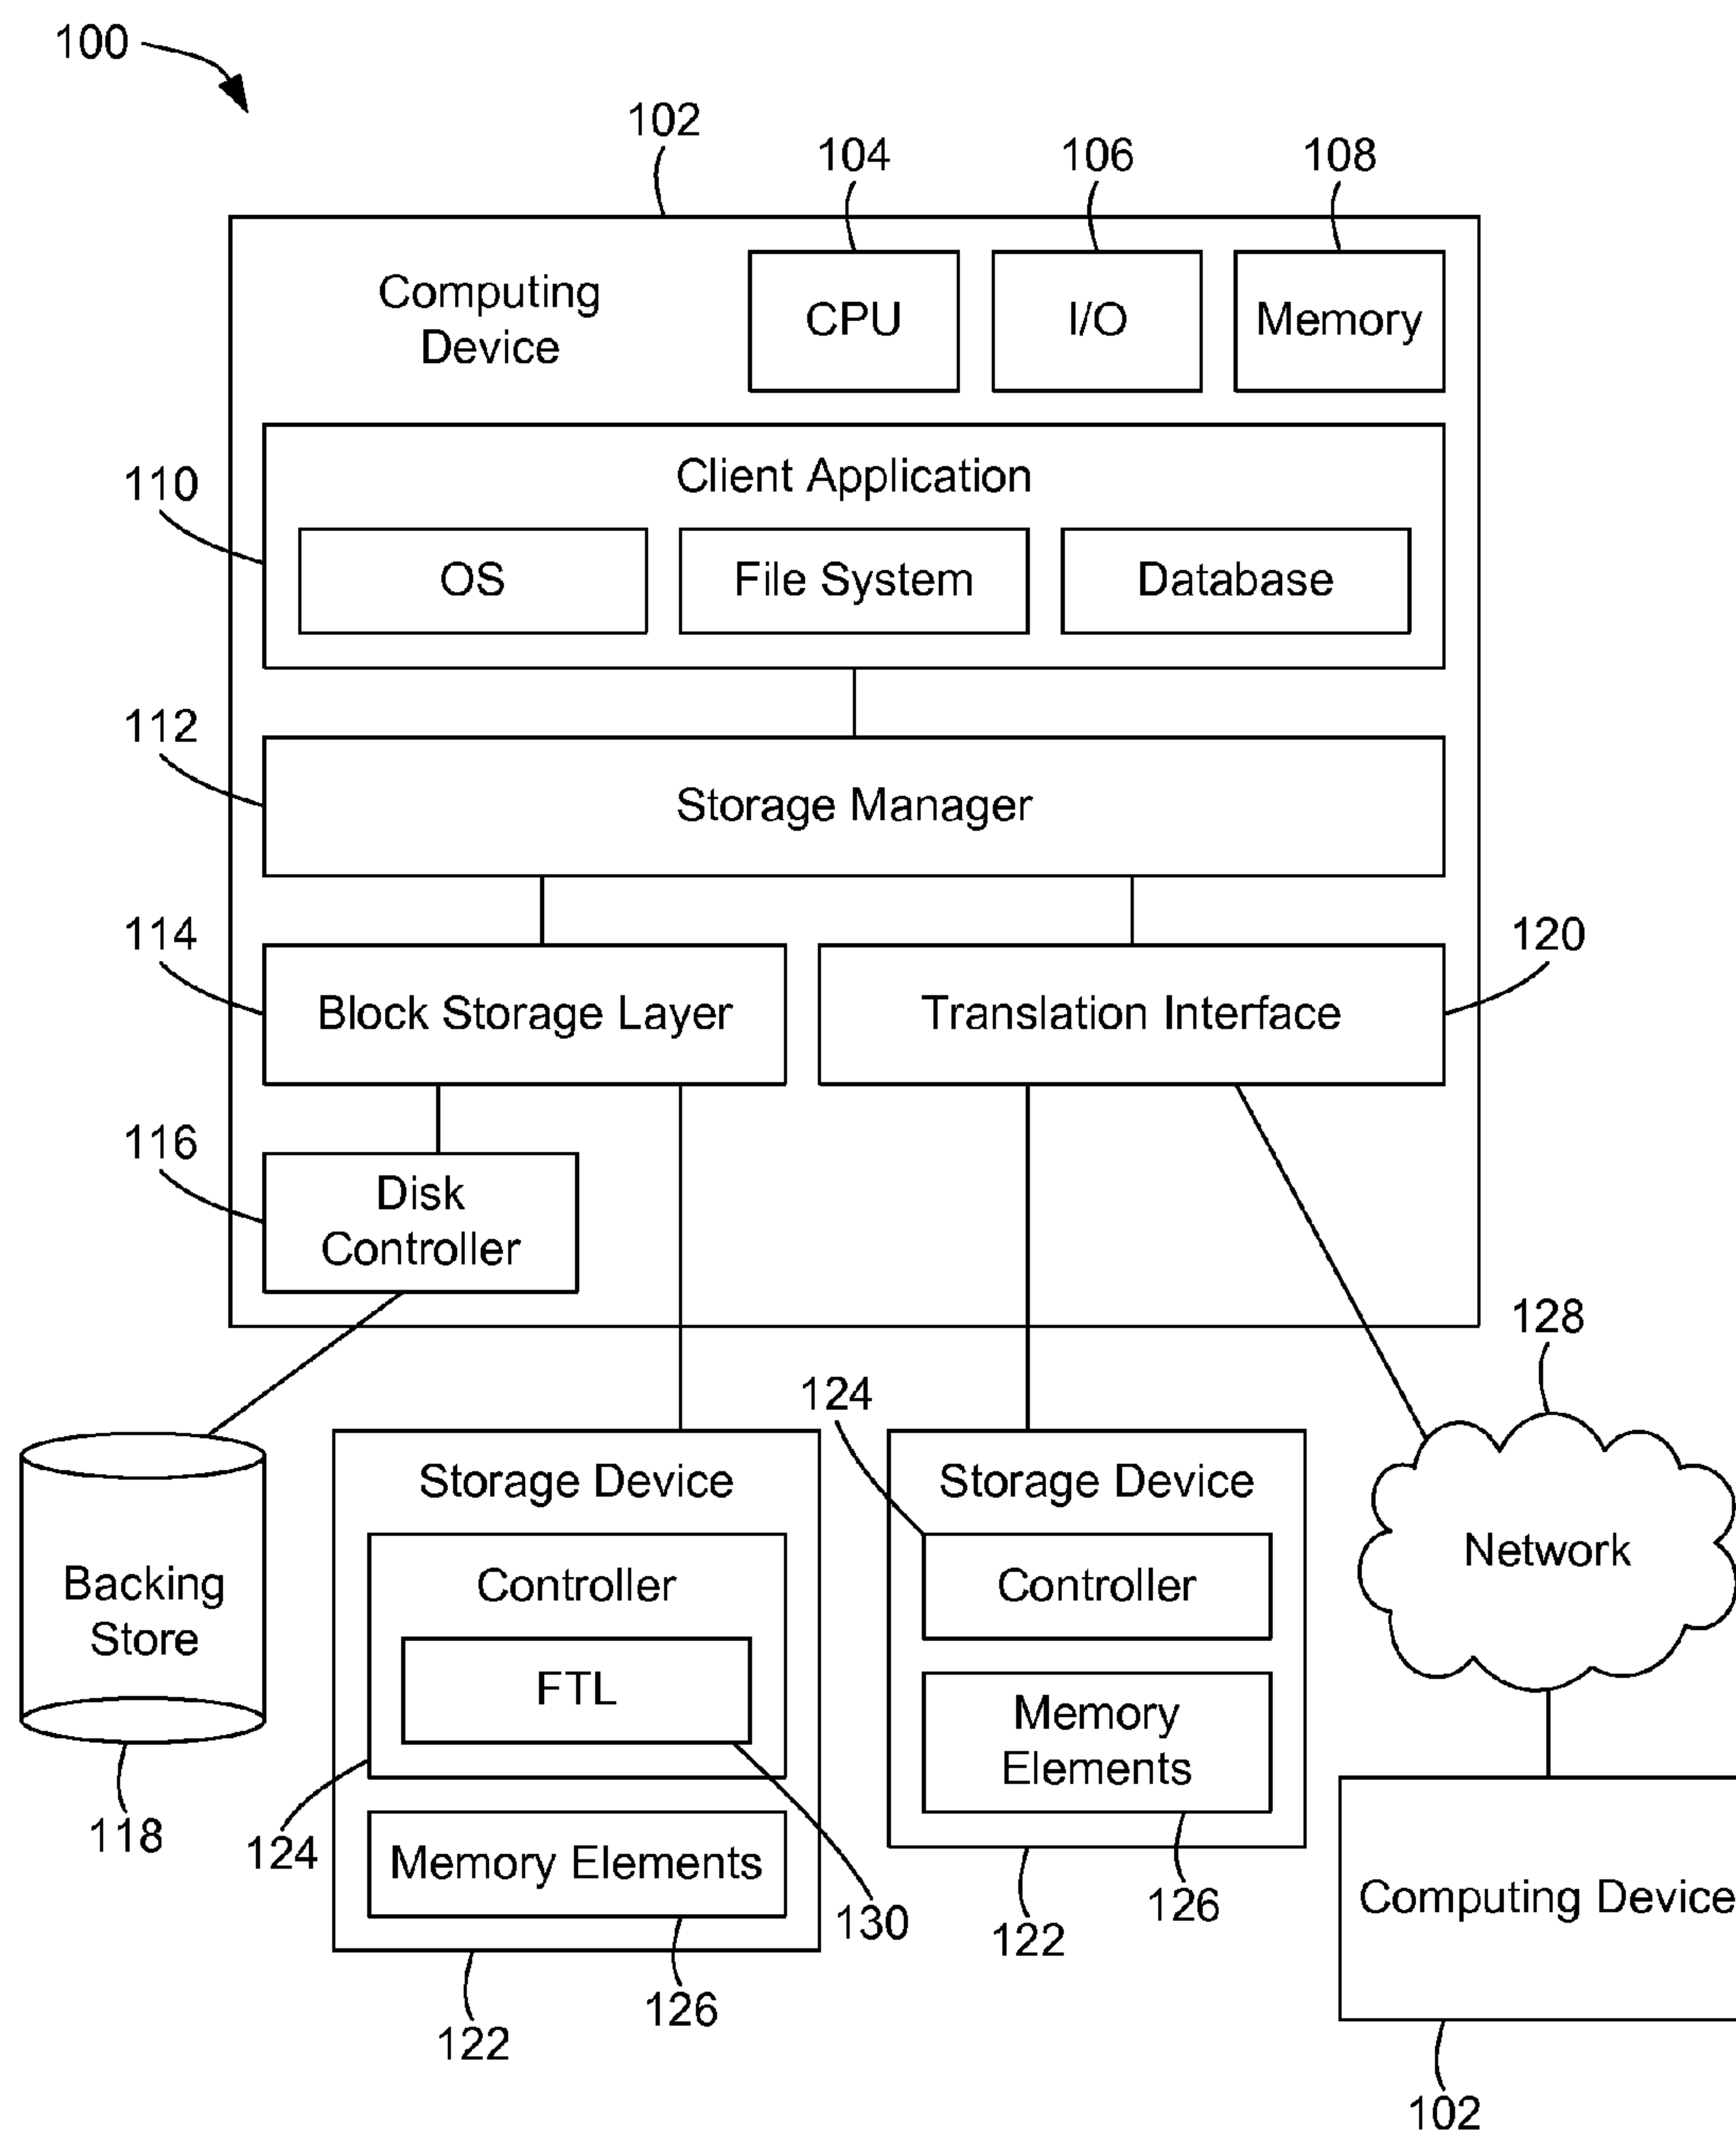 100
102
104
106
108
Computing
Device
CPU
I/O
Memory
110
Client Application
OS
File System
Database
112
Storage Manager
114
120
Block Storage Layer
Translation Interface
116
Disk
Controller
128
124
Storage Device
Storage Device
Network
Controller
Controller
Backing
Store
FTL
Memory
Elements
118
124
Memory Elements
126
130
122
Computing Device
126
122
102